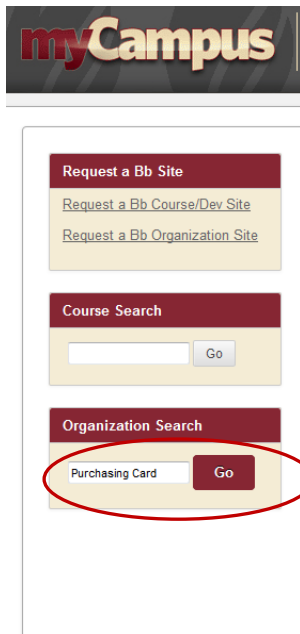 myCampus
Request a Bb Site
Request a Bb Course/Dev Site
Request a Bb Organization Site
Course Search
Go
Organization Search
Purchasing Card Go